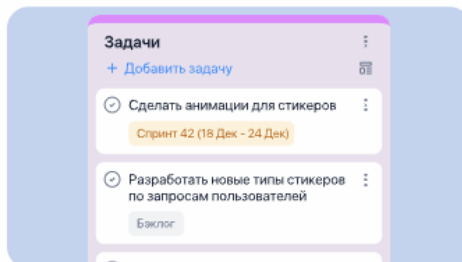 Задачи
+ Добавить задачу
Сделать анимации для стикеров
Спринт 42 (18 Дек - 24 Дек)
Разработать новые типы стикеров
по запросам пользователей
Бэклог